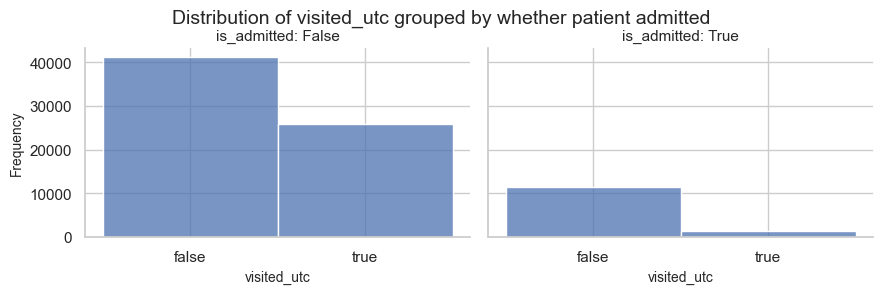 Distribution of visited_utc grouped by whether patient admitted
is_admitted: False
is_admitted: True
Frequency
40000
30000
20000
10000
0
false
true
false
true
visited_utc
visited_utc